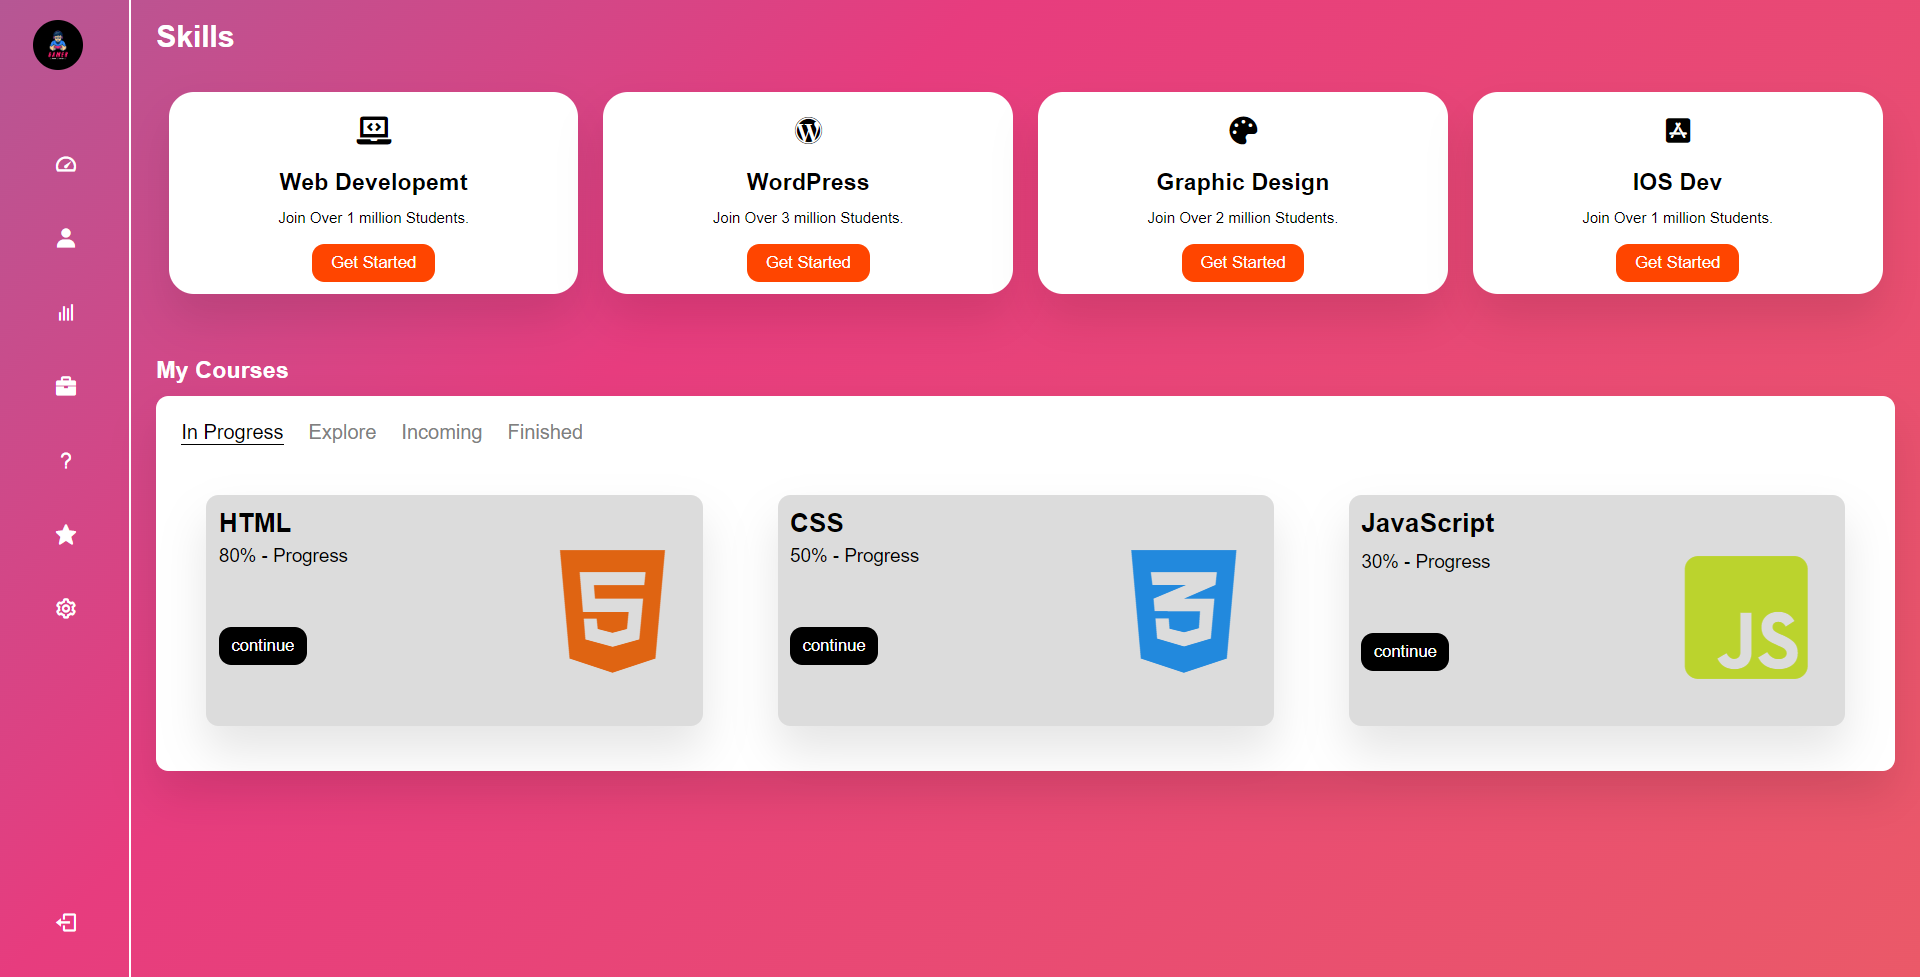 Skills
Web Developemt
Join Over 1 million Students.
Get Started
WordPress
Join Over 3 million Students.
Get Started
Graphic Design
Join Over 2 million Students.
Get Started
IOS Dev
Join Over 1 million Students.
Get Started
My Courses
In Progress Explore Incoming Finished
HTML
80% - Progress
continue
CSS
50% - Progress
continue
JavaScript
30% - Progress
continue
JS